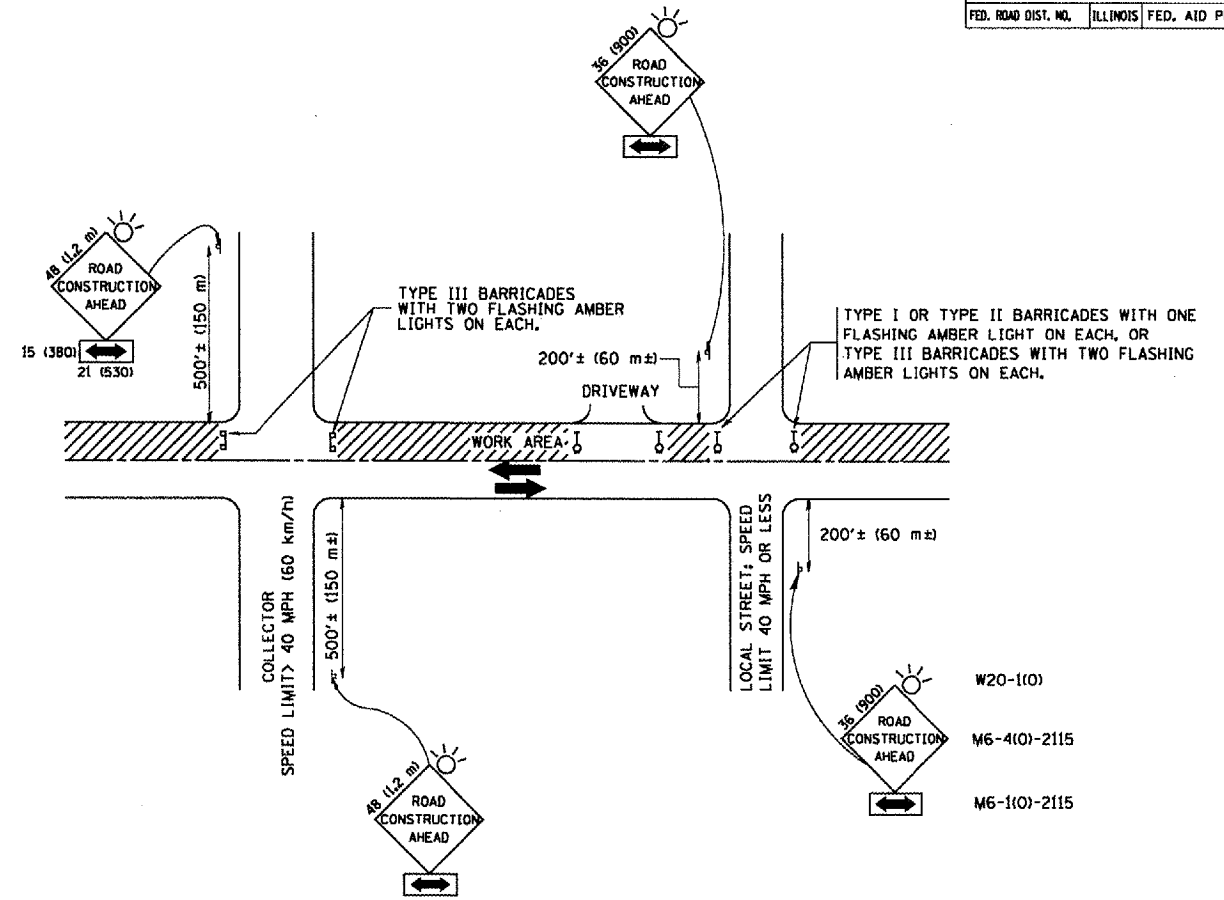 FED. ROAD DIST. NO. ILLINOIS FED. AID P
36 (900)
ROAD
CONSTRUCTION
AHEAD
48 (1.2 m)
ROAD
CONSTRUCTION
AHEAD
15 (380)
21 (530)
500'± (150 m)
TYPE III BARRICADES
WITH TWO FLASHING AMBER
LIGHTS ON EACH.
200'± (60 m±)
DRIVEWAY
TYPE I OR TYPE II BARRICADES WITH ONE
FLASHING AMBER LIGHT ON EACH, OR
TYPE III BARRICADES WITH TWO FLASHING
AMBER LIGHTS ON EACH.
WORK AREA
COLLECTOR
SPEED LIMIT> 40 MPH (60 km/h)
500'± (150 m±)
LOCAL STREET; SPEED
LIMIT 40 MPH OR LESS
200'± (60 m±)
48 (1.2 m)
ROAD
CONSTRUCTION
AHEAD
36 (900)
ROAD
CONSTRUCTION
AHEAD
W20-1(O)
M6-4(O)-2115
M6-1(O)-2115